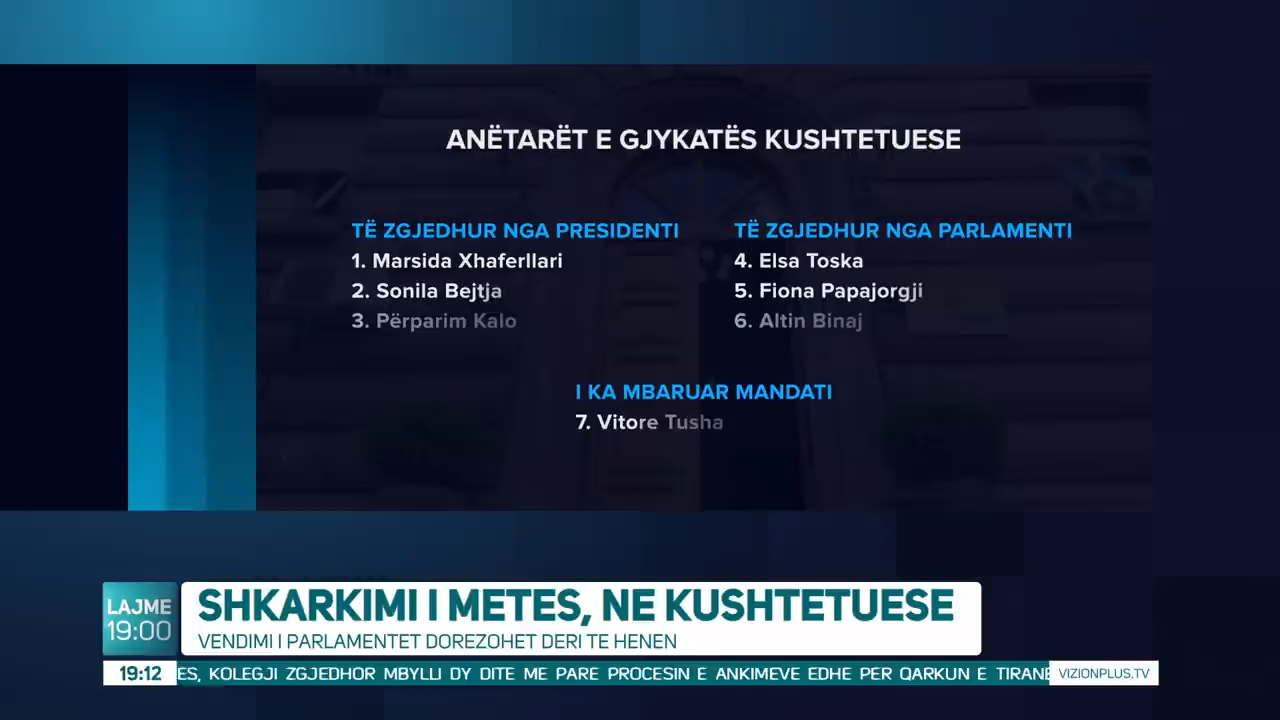 ANËTARËT E GJYKATËS KUSHTETUESE
TË ZGJEDHUR NGA PRESIDENTI
1. Marsida Xhaferllari
2. Sonila Bejtja
3. Përparim Kalo
TË ZGJEDHUR NGA PARLAMENTI
4. Elsa Toska
5. Fiona Papajorgji
6. Altin Binaj
I KA MBARUAR MANDATI
7. Vitore Tusha
LAJME
19:00
SHKARKIMI I METES, NE KUSHTETUESE
VENDIMI I PARLAMENTET DOREZOHET DERI TE HENEN
19:12
ES, KOLEGJI ZGJEDHOR MBYLLI DY DITE ME PARE PROCESIN E ANKIMEVE EDHE PER QARKUN E TIRANE
VIZIONPLUS.TV